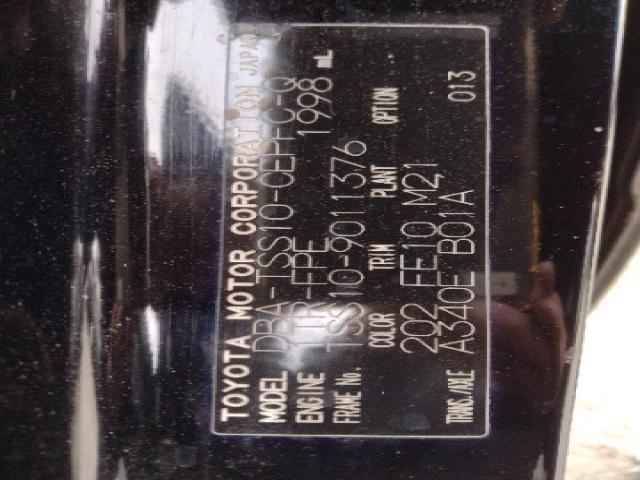 TOYOTA MOTOR CORPORATION JAPAN
MODEL DBA-TSS10-CEPFC-Q
ENGINE 1TR-FPE 1998 mL
FRAME No. TSS10-9011376
COLOR TRIM PLANT OPTION
202 FE10 M21
TRANS./AXLE A340E B01A 013